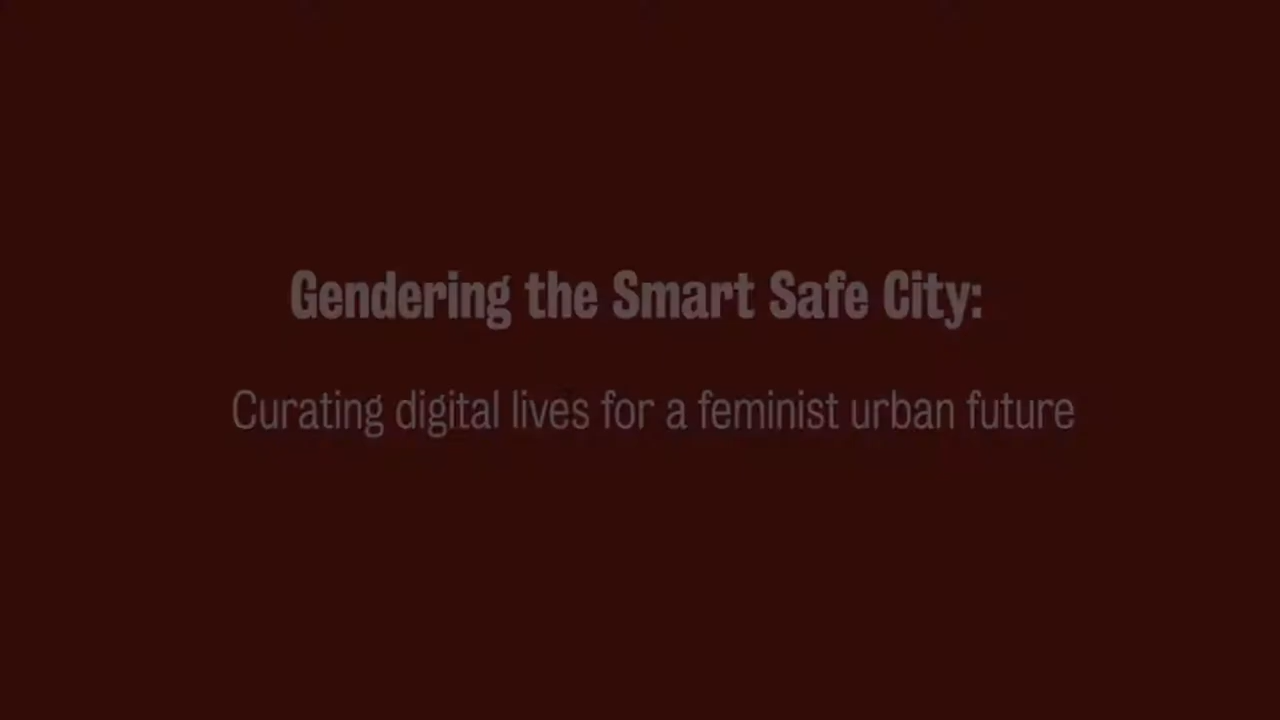 Gendering the Smart Safe City:
Curating digital lives for a feminist urban future